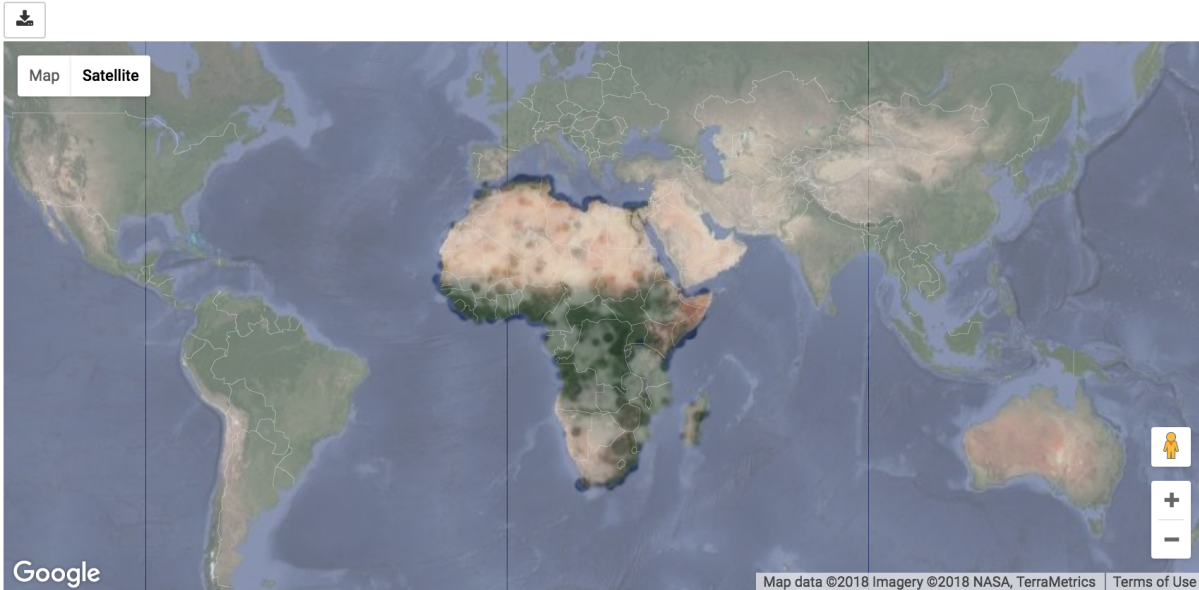 Map Satellite
Google
Map data ©2018 Imagery ©2018 NASA, TerraMetrics Terms of Use